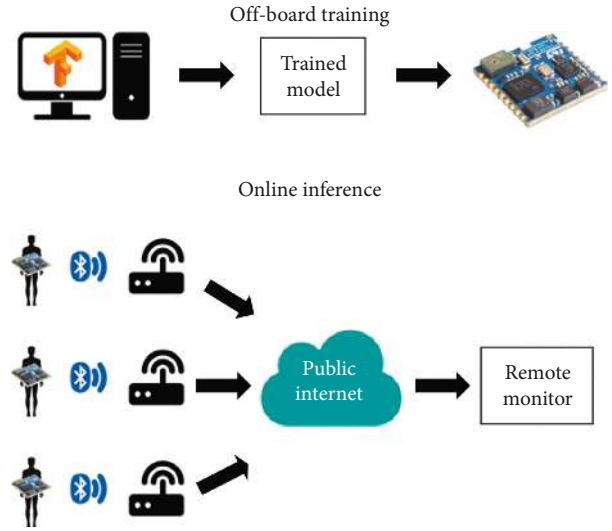 Off-board training
Trained
model
Online inference
Public
internet
Remote
monitor